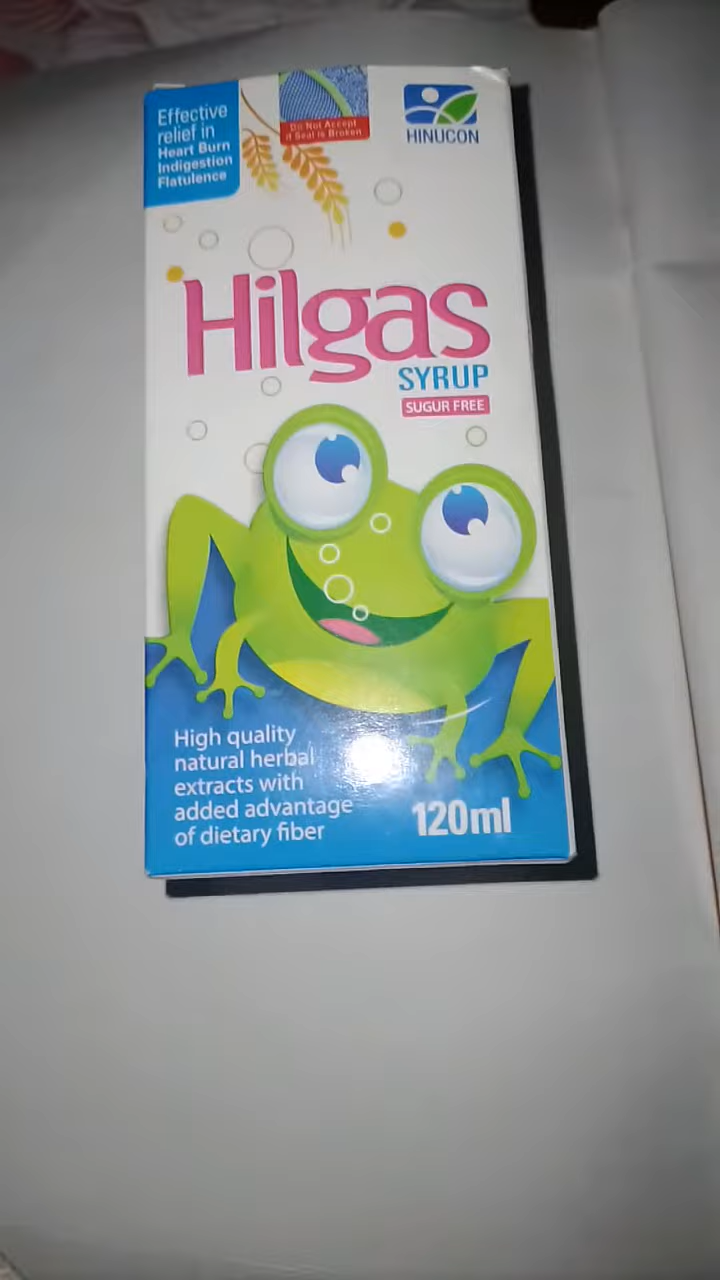 Effective
relief in
Heart Burn
Indigestion
Flatulence
Do Not Accept
if Seal is Broken
HINUCON
Hilgas
SYRUP
SUGUR FREE
High quality
natural herbal
extracts with
added advantage
of dietary fiber
120ml